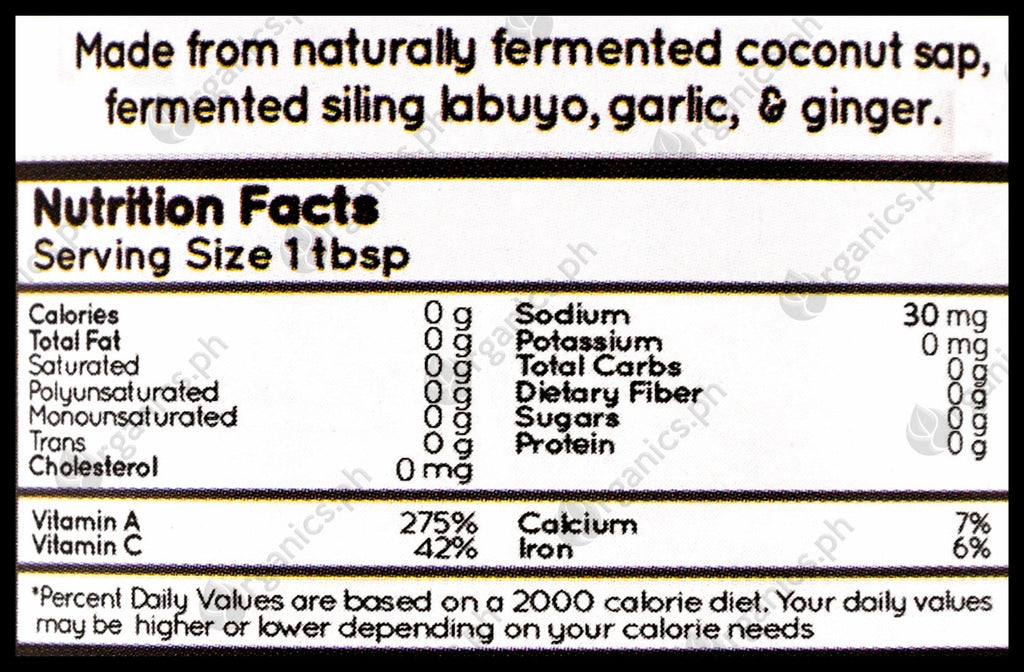 Made from naturally fermented coconut sap,
fermented siling labuyo, garlic, & ginger.
Nutrition Facts
Serving Size 1 tbsp
Calories 0 g
Total Fat 0 g
Saturated 0 g
Polyunsaturated 0 g
Monounsaturated 0 g
Trans 0 g
Cholesterol 0 mg
Sodium 30 mg
Potassium 0 mg
Total Carbs 0 g
Dietary Fiber 0 g
Sugars 0 g
Protein 0 g
Vitamin A 275%
Vitamin C 42%
Calcium 7%
Iron 6%
*Percent Daily Values are based on a 2000 calorie diet. Your daily values
may be higher or lower depending on your calorie needs